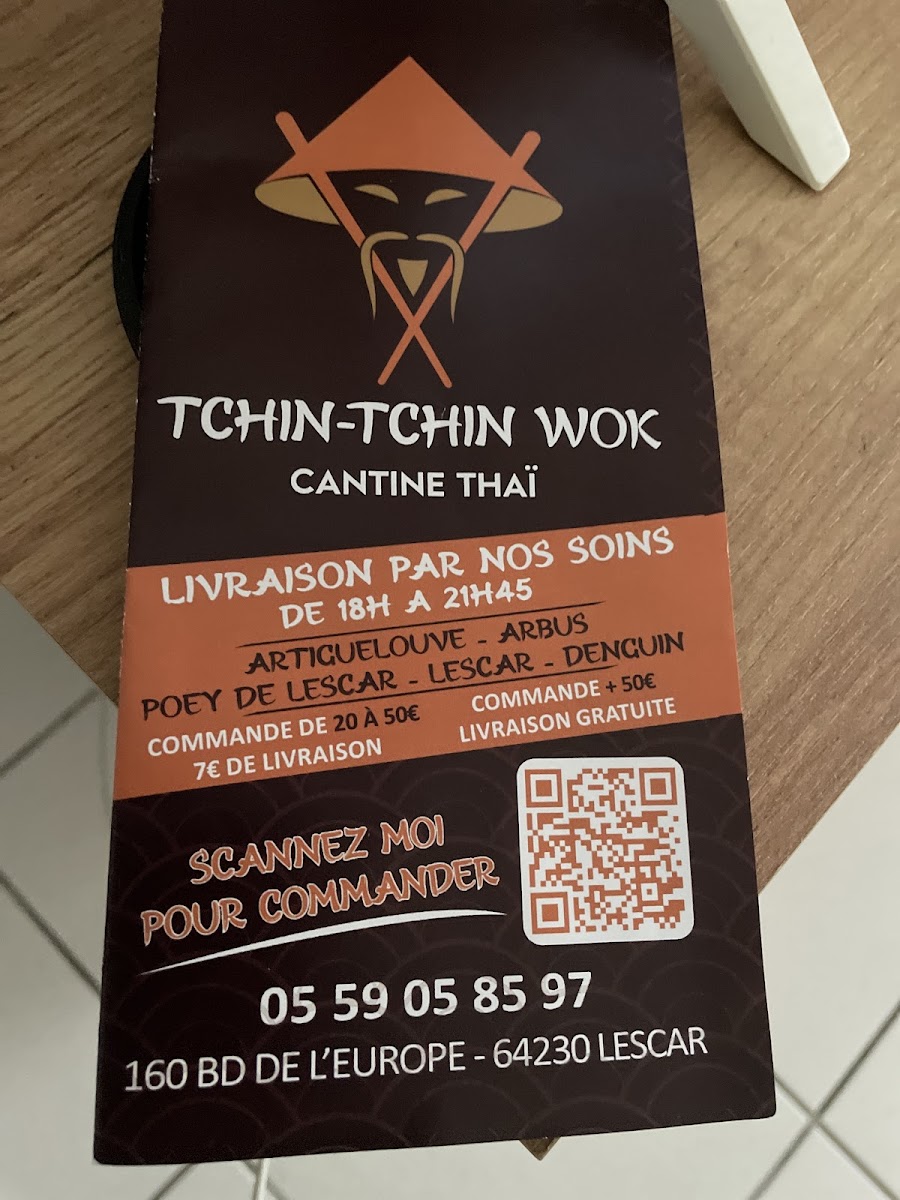 TCHIN-TCHIN WOK
CANTINE THAÏ
LIVRAISON PAR NOS SOINS
DE 18H A 21H45
ARTIGUELOUVE - ARBUS
POEY DE LESCAR - LESCAR - DENGUIN
COMMANDE DE 20 À 50€
7€ DE LIVRAISON
COMMANDE + 50€
LIVRAISON GRATUITE
SCANNEZ MOI
POUR COMMANDER
05 59 05 85 97
160 BD DE L'EUROPE - 64230 LESCAR